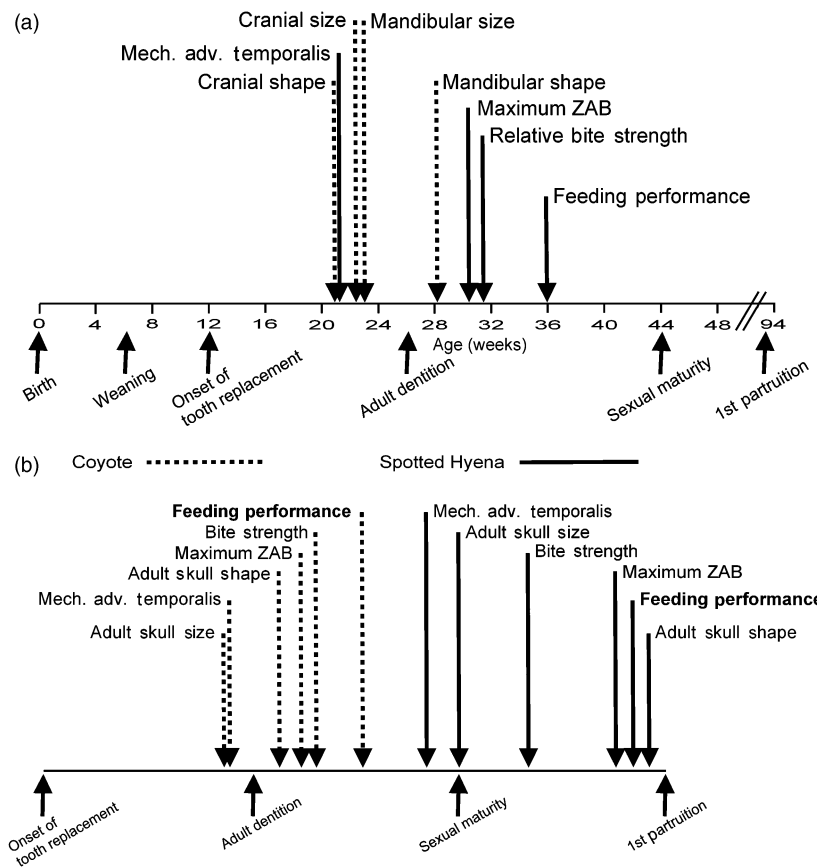 (a)
Cranial size
Mandibular size
Mech. adv. temporalis
Cranial shape
Mandibular shape
Maximum ZAB
Relative bite strength
Feeding performance
0 4 8 12 16 20 24 28 32 36 40 44 48 94
Age (weeks)
Birth
Weaning
Onset of
tooth replacement
Adult dentition
Sexual maturity
1st partruition
(b)
Coyote
Spotted Hyena
Feeding performance
Mech. adv. temporalis
Bite strength
Adult skull size
Maximum ZAB
Bite strength
Adult skull shape
Maximum ZAB
Mech. adv. temporalis
Feeding performance
Adult skull size
Adult skull shape
Onset of
tooth replacement
Adult dentition
Sexual maturity
1st partruition